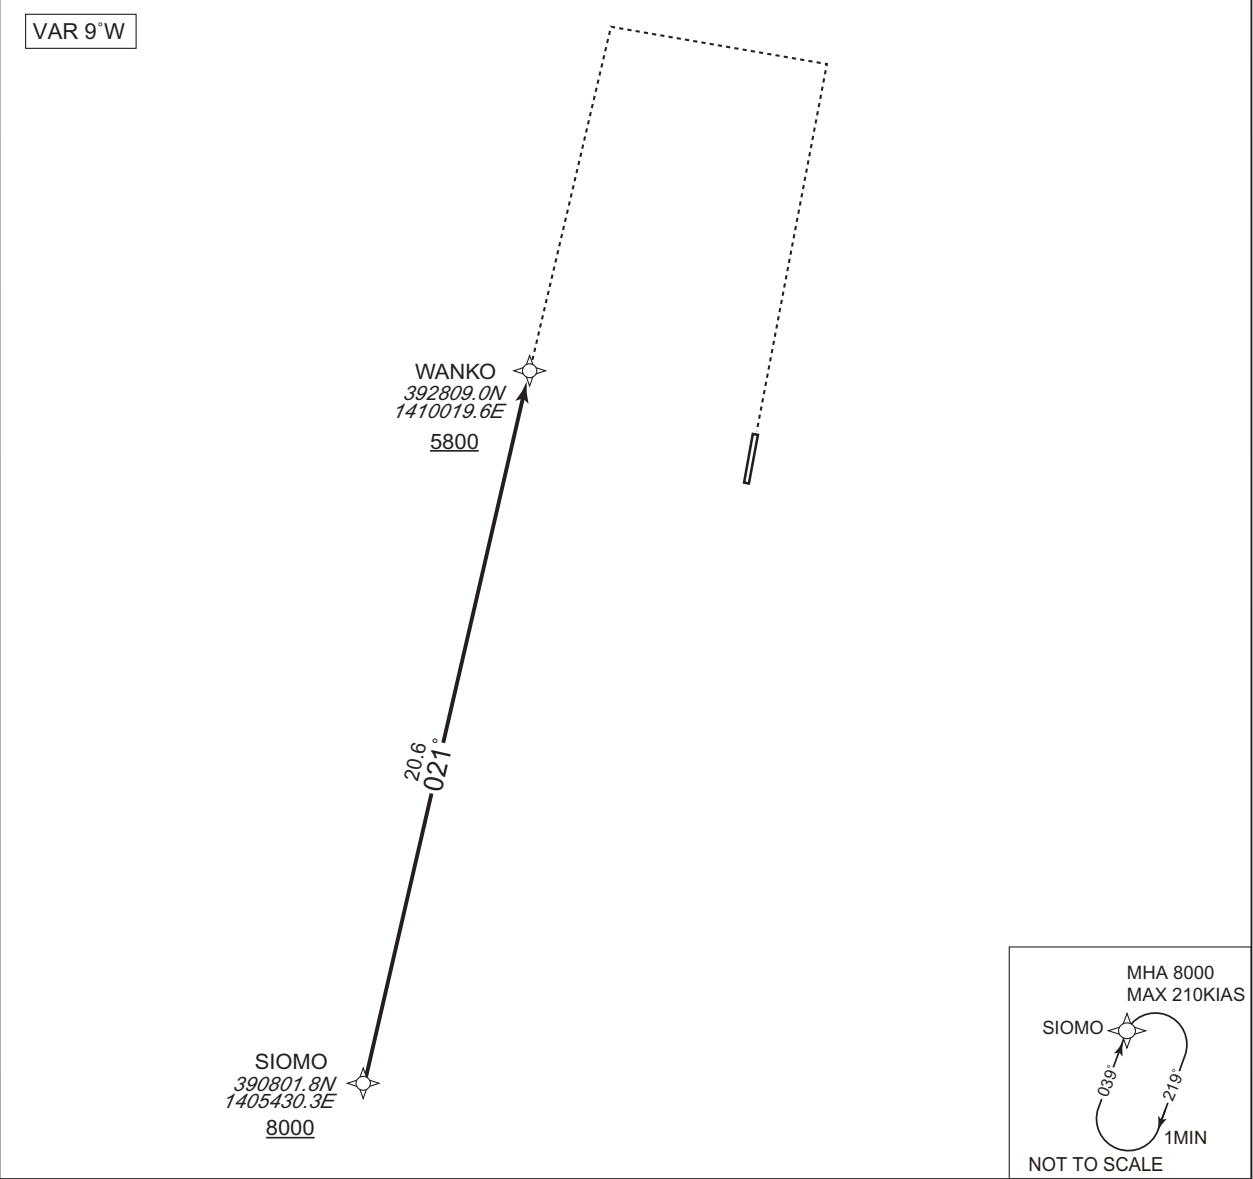 VAR 9°W
WANKO
392809.0N
1410019.6E
5800
20.6
021°
SIOMO
390801.8N
1405430.3E
8000
MHA 8000
MAX 210KIAS
SIOMO
039°
219°
1MIN
NOT TO SCALE